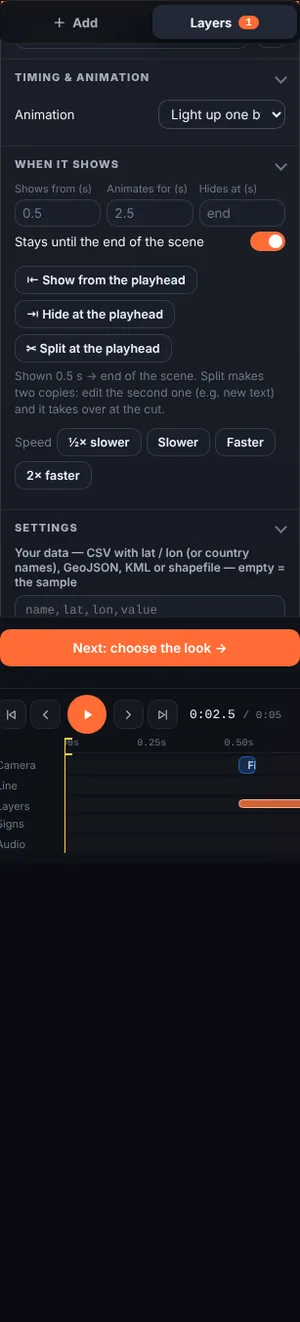 + Add
Layers 1
TIMING & ANIMATION
Animation
Light up one b
WHEN IT SHOWS
Shows from (s) Animates for (s) Hides at (s)
0.5 2.5 end
Stays until the end of the scene
⇤ Show from the playhead
⇥ Hide at the playhead
✂ Split at the playhead
Shown 0.5 s → end of the scene. Split makes
two copies: edit the second one (e.g. new text)
and it takes over at the cut.
Speed ½× slower Slower Faster
2× faster
SETTINGS
Your data — CSV with lat / lon (or country
names), GeoJSON, KML or shapefile — empty =
the sample
name,lat,lon,value
Next: choose the look →
0:02.5 / 0:05
0s 0.25s 0.50s
Camera Fi
Line
Layers
Signs
Audio